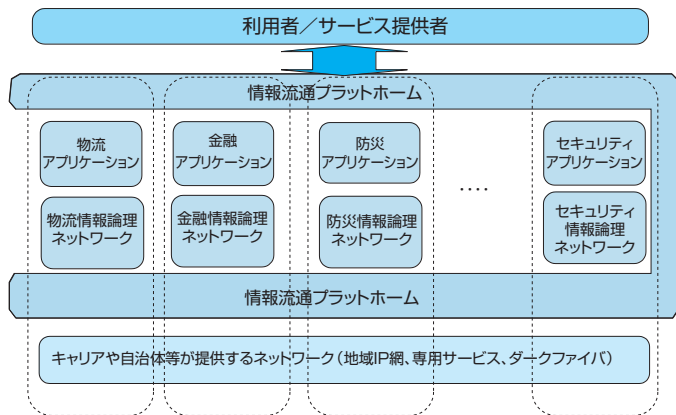 利用者／サービス提供者
情報流通プラットホーム
物流
アプリケーション
金融
アプリケーション
防災
アプリケーション
セキュリティ
アプリケーション
‥‥
物流情報論理
ネットワーク
金融情報論理
ネットワーク
防災情報論理
ネットワーク
セキュリティ
情報論理
ネットワーク
情報流通プラットホーム
キャリアや自治体等が提供するネットワーク（地域IP網、専用サービス、ダークファイバ）